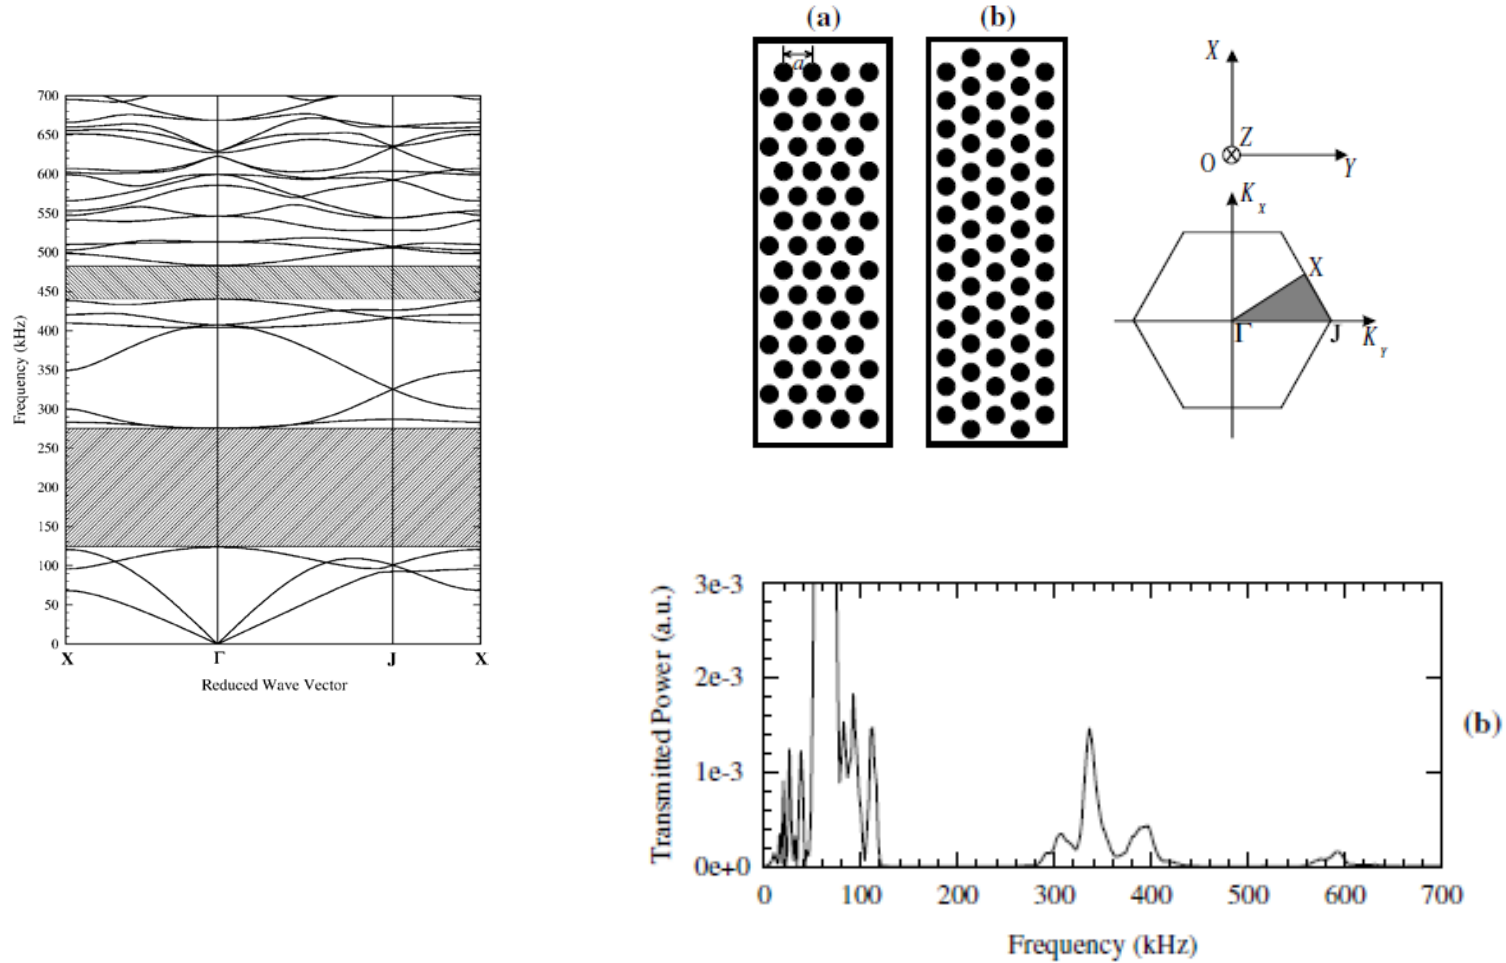 700
650
600
550
500
450
400
350
300
250
200
150
100
50
0
Frequency (kHz)
X Γ J X
Reduced Wave Vector
(a) (b)
a
X
Z
O
Y
K X
X
Γ
J
K Y
3e-3
2e-3
1e-3
0e+0
Transmitted Power (a.u.)
(b)
0 100 200 300 400 500 600 700
Frequency (kHz)